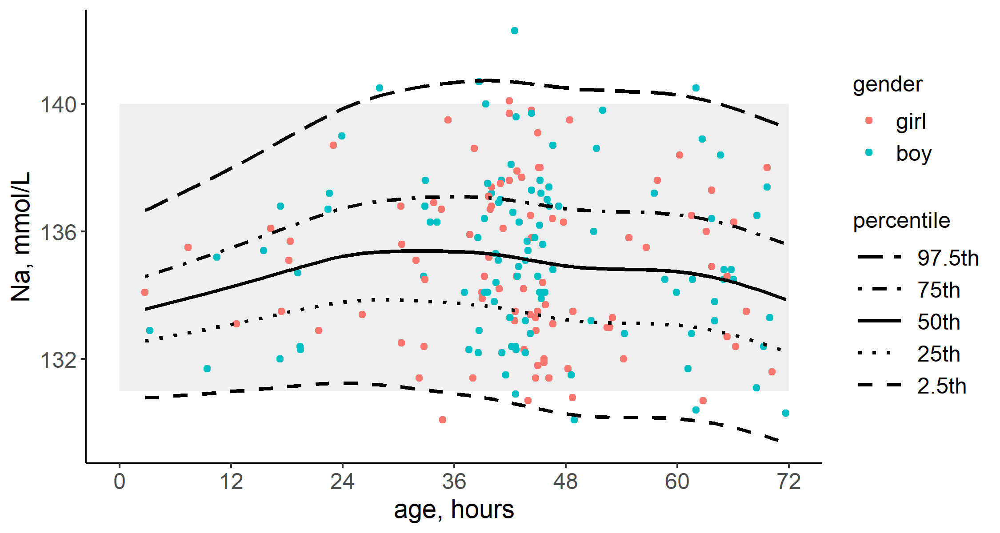 Na, mmol/L
140
136
132
0 12 24 36 48 60 72
age, hours
gender
girl
boy
percentile
97.5th
75th
50th
25th
2.5th